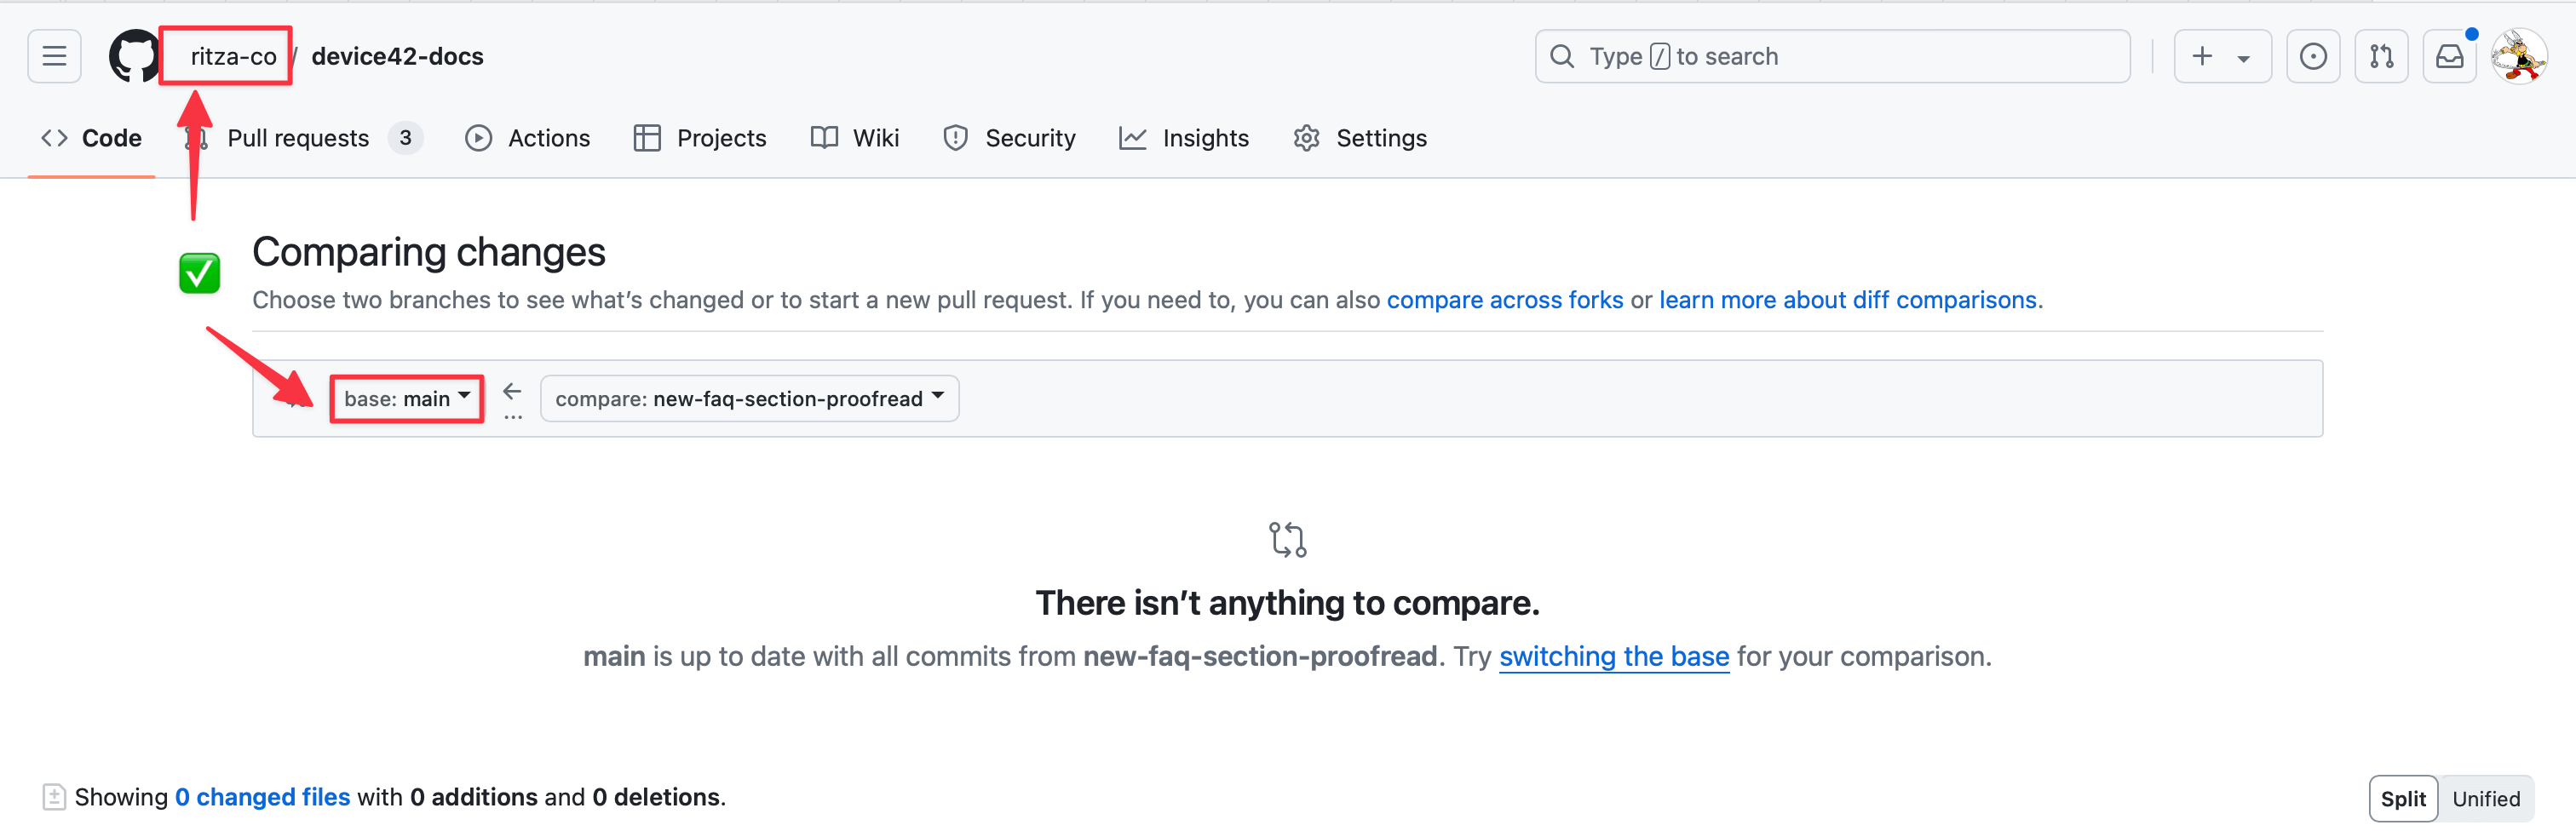 ritza-co / device42-docs
Type / to search
Code Pull requests 3 Actions Projects Wiki Security Insights Settings
Comparing changes
Choose two branches to see what’s changed or to start a new pull request. If you need to, you can also compare across forks or learn more about diff comparisons.
base: main ← compare: new-faq-section-proofread
...
There isn’t anything to compare.
main is up to date with all commits from new-faq-section-proofread. Try switching the base for your comparison.
Showing 0 changed files with 0 additions and 0 deletions.
Split Unified